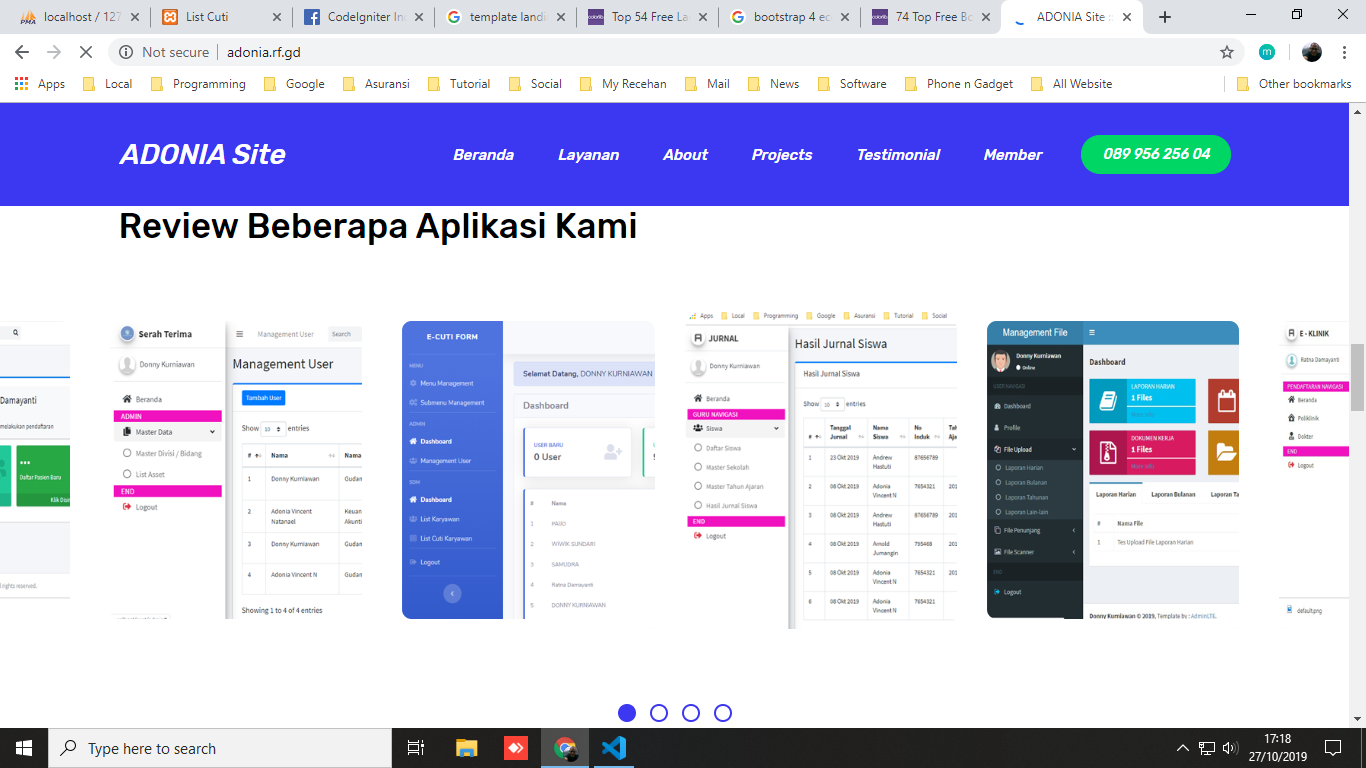 localhost / 127
List Cuti
CodeIgniter In
template landi
Top 54 Free La
bootstrap 4 ec
74 Top Free Bo
ADONIA Site :
Not secure | adonia.rf.gd
Apps Local Programming Google Asuransi Tutorial Social My Recehan Mail News Software Phone n Gadget All Website Other bookmarks
ADONIA Site Beranda Layanan About Projects Testimonial Member 089 956 256 04
Review Beberapa Aplikasi Kami
Damayanti
melakukan pendaftaran
Daftar Pasien Baru
rights reserved.
Serah Terima
Donny Kurniawan
Beranda
ADMIN
Master Data
Master Divisi / Bidang
List Asset
END
Logout
Management User Search
Management User
Tambah User
Show 10 entries
# Nama Nama
1 Donny Kurniawan Gudan
2 Adonia Vincent Natanael Keuan Akunti
3 Donny Kurniawan Gudan
4 Adonia Vincent N Gudan
Showing 1 to 4 of 4 entries
E-CUTI FORM
MENU
Menu Management
Submenu Management
ADMIN
Dashboard
Management User
SDM
Dashboard
List Karyawan
List Cuti Karyawan
Logout
Selamat Datang, DONNY KURNIAWAN
Dashboard
USER BARU
0 User
# Nama
1 PAIJO
2 WIWIK SUNDARI
3 SAMUDRA
4 Ratna Damayanti
5 DONNY KURNIAWAN
Apps Local Programming Google Asuransi Tutorial Social
JURNAL
Donny Kurniawan
Beranda
GURU NAVIGASI
Siswa
Daftar Siswa
Master Sekolah
Master Tahun Ajaran
Hasil Jurnal Siswa
END
Logout
Hasil Jurnal Siswa
Hasil Jurnal Siswa
Show 10 entries
# Tanggal Jurnal Nama Siswa No Induk Tah Ajar
1 23 Okt 2019 Andrew Hastuti 87656789
2 08 Okt 2019 Adonia Vincent N 7654321 201
3 08 Okt 2019 Andrew Hastuti 87656789 201
4 08 Okt 2019 Arnold Jumangin 795468 201
5 08 Okt 2019 Adonia Vincent N 7654321 201
6 08 Okt 2019 Adonia Vincent N 7654321
Management File
Donny Kurniawan
Online
USER NAVIGASI
Dashboard
Profile
File Upload
Laporan Harian
Laporan Bulanan
Laporan Tahunan
Laporan Lain-lain
File Penunjang
File Scanner
END
Logout
Dashboard
LAPORAN HARIAN
1 Files
DOKUMEN KERJA
1 Files
More Info
Laporan Harian Laporan Bulanan Laporan Ta
# Nama File
1 Tes Upload File Laporan Harian
Donny Kurniawan © 2019, Template by : AdminLTE.
E - KLINIK
Ratna Damayanti
PENDAFTARAN NAVIGASI
Beranda
Poliklinik
Dokter
END
Logout
default.png
Type here to search
17:18
27/10/2019